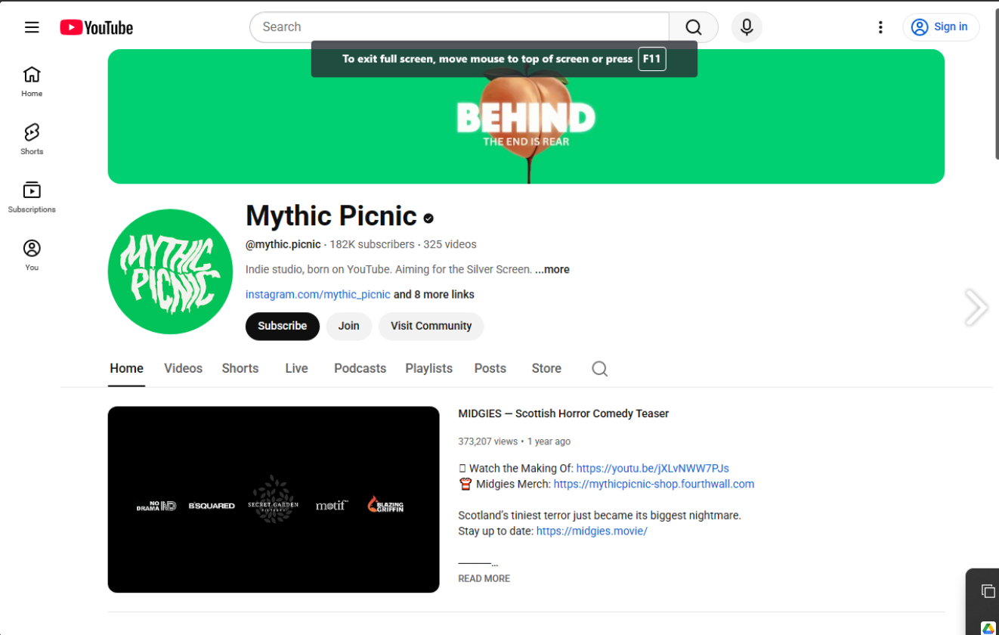 YouTube
Search
Sign in
To exit full screen, move mouse to top of screen or press F11
Home
Shorts
Subscriptions
You
BEHIND
THE END IS REAR
MYTHIC
PICNIC
Mythic Picnic
@mythic.picnic · 182K subscribers · 325 videos
Indie studio, born on YouTube. Aiming for the Silver Screen. ...more
instagram.com/mythic_picnic and 8 more links
Subscribe Join Visit Community
Home Videos Shorts Live Podcasts Playlists Posts Store
NO DRAMA IND
B²SQUARED
SECRET GARDEN
motif
BLAZING GRIFFIN
MIDGIES — Scottish Horror Comedy Teaser
373,207 views • 1 year ago
Watch the Making Of: https://youtu.be/jXLvNWW7PJs
Midgies Merch: https://mythicpicnic-shop.fourthwall.com
Scotland’s tiniest terror just became its biggest nightmare.
Stay up to date: https://midgies.movie/
———...
READ MORE